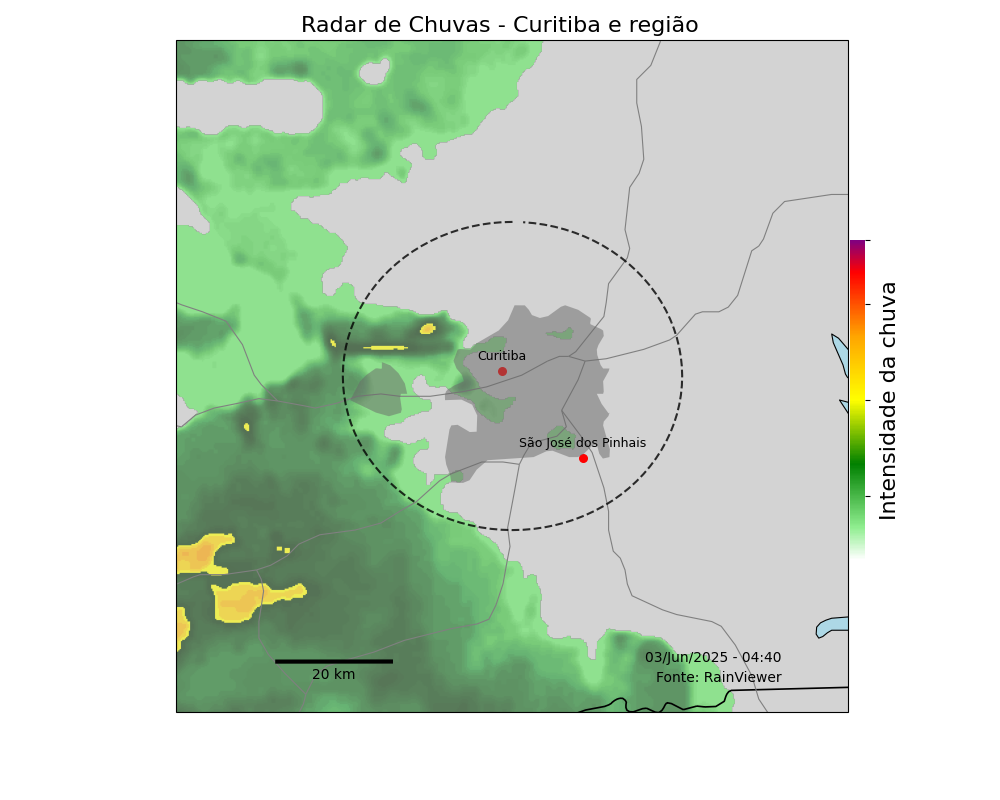 Radar de Chuvas - Curitiba e região
Curitiba
São José dos Pinhais
Intensidade da chuva
03/Jun/2025 - 04:40
20 km
Fonte: RainViewer